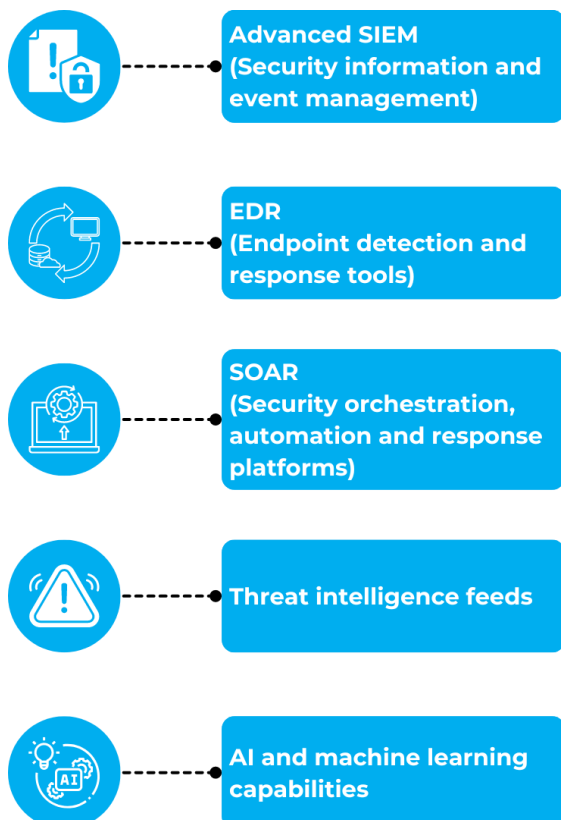 Advanced SIEM
(Security information and
event management)
EDR
(Endpoint detection and
response tools)
SOAR
(Security orchestration,
automation and response
platforms)
Threat intelligence feeds
AI
AI and machine learning
capabilities